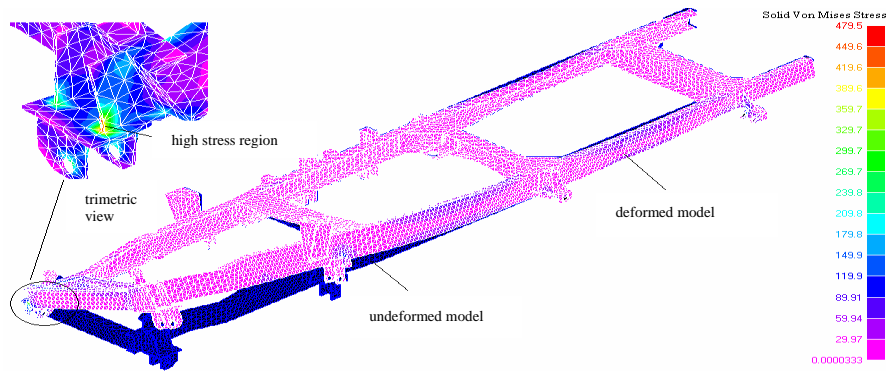 Solid Von Mises Stress
479.5
449.6
419.6
389.6
359.7
329.7
299.7
269.7
239.8
209.8
179.8
149.9
119.9
89.91
59.94
29.97
0.0000333
high stress region
trimetric
view
deformed model
undeformed model